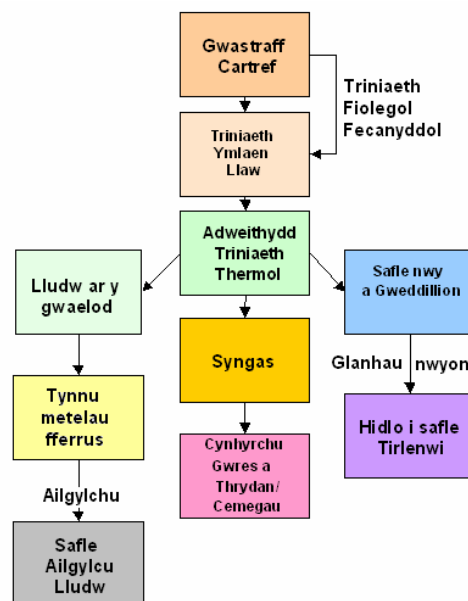 Gwastraff
Cartref
Triniaeth
Fiolegol
Fecanyddol
Triniaeth
Ymlaen
Llaw
Adweithydd
Triniaeth
Thermol
Lludw ar y
gwaelod
Safle nwy
a Gweddillion
Syngas
Glanhau nwyon
Tynnu
metelau
fferrus
Hidlo i safle
Tirlenwi
Cynhyrchu
Gwres a
Thrydan/
Cemegau
Ailgylchu
Safle
Ailgylcu
Lludw